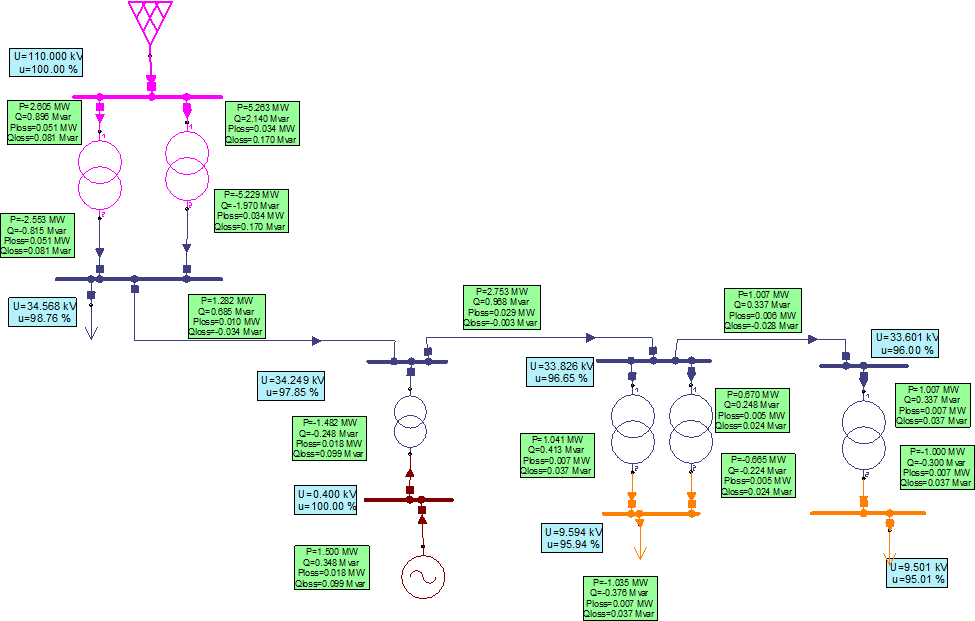 U=110.000 kV
u=100.00 %
P=2.605 MW
Q=0.896 Mvar
Ploss=0.051 MW
Qloss=0.081 Mvar
P=5.263 MW
Q=2.140 Mvar
Ploss=0.034 MW
Qloss=0.170 Mvar
1
1
P=-5.229 MW
Q=-1.970 Mvar
Ploss=0.034 MW
Qloss=0.170 Mvar
P=-2.553 MW
Q=-0.815 Mvar
Ploss=0.051 MW
Qloss=0.081 Mvar
2
2
U=34.568 kV
u=98.76 %
P=1.282 MW
Q=0.685 Mvar
Ploss=0.010 MW
Qloss=-0.034 Mvar
P=2.753 MW
Q=0.968 Mvar
Ploss=0.029 MW
Qloss=-0.003 Mvar
P=1.007 MW
Q=0.337 Mvar
Ploss=0.006 MW
Qloss=-0.028 Mvar
U=33.601 kV
u=96.00 %
U=34.249 kV
u=97.85 %
U=33.826 kV
u=96.65 %
1
1
1
P=0.670 MW
Q=0.248 Mvar
Ploss=0.005 MW
Qloss=0.024 Mvar
P=1.007 MW
Q=0.337 Mvar
Ploss=0.007 MW
Qloss=0.037 Mvar
P=-1.482 MW
Q=-0.248 Mvar
Ploss=0.018 MW
Qloss=0.099 Mvar
P=1.041 MW
Q=0.413 Mvar
Ploss=0.007 MW
Qloss=0.037 Mvar
P=-0.665 MW
Q=-0.224 Mvar
Ploss=0.005 MW
Qloss=0.024 Mvar
P=-1.000 MW
Q=-0.300 Mvar
Ploss=0.007 MW
Qloss=0.037 Mvar
2
2
2
U=0.400 kV
u=100.00 %
U=9.594 kV
u=95.94 %
P=1.500 MW
Q=0.348 Mvar
Ploss=0.018 MW
Qloss=0.099 Mvar
P=-1.035 MW
Q=-0.376 Mvar
Ploss=0.007 MW
Qloss=0.037 Mvar
U=9.501 kV
u=95.01 %